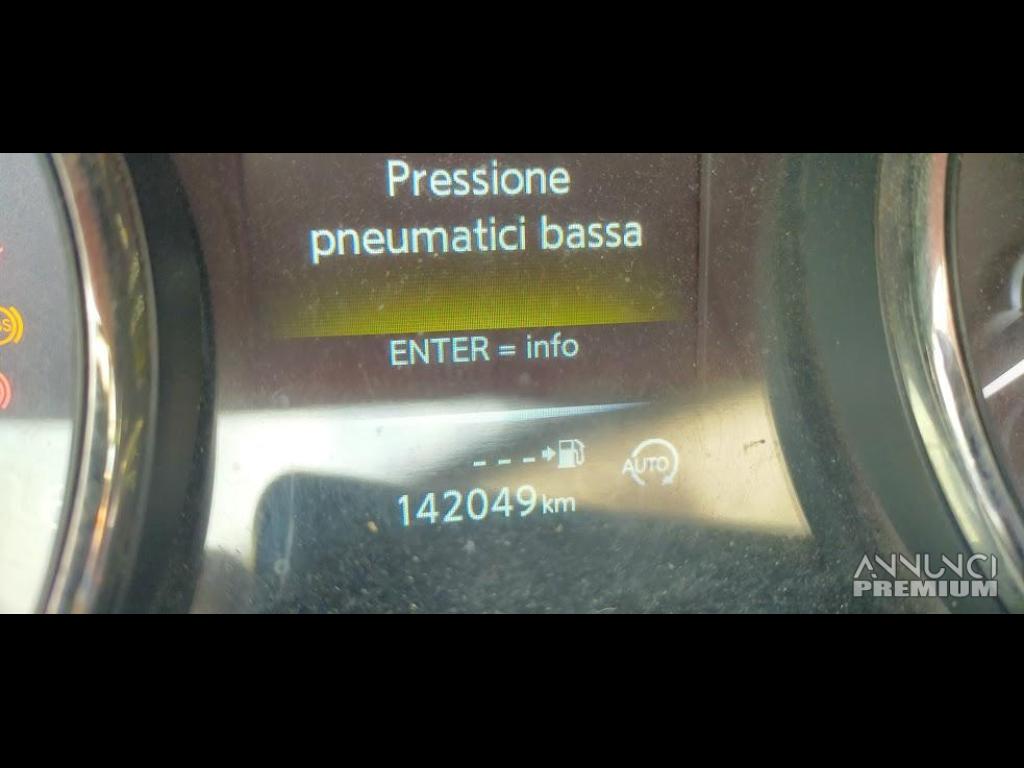 Pressione
pneumatici bassa
ENTER = info
---
AUTO
142049 km
ANNUNCI
PREMIUM